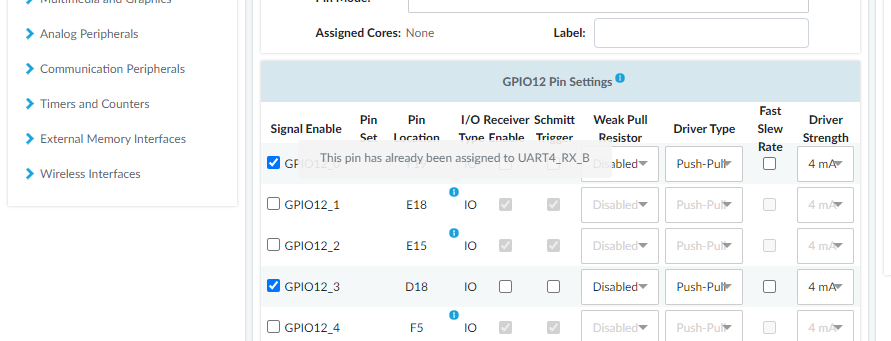 Multimedia and Graphics
Analog Peripherals
Communication Peripherals
Timers and Counters
External Memory Interfaces
Wireless Interfaces
Pin Mode:
Assigned Cores: None
Label:
GPIO12 Pin Settings
Signal Enable Pin Set Pin Location I/O Type Receiver Enable Schmitt Trigger Weak Pull Resistor Driver Type Fast Slew Rate Driver Strength
This pin has already been assigned to UART4_RX_B
Disabled Push-Pull 4 mA
GPIO12_1 E18 IO Disabled Push-Pull 4 mA
GPIO12_2 E15 IO Disabled Push-Pull 4 mA
GPIO12_3 D18 IO Disabled Push-Pull 4 mA
GPIO12_4 F5 IO Disabled Push-Pull 4 mA